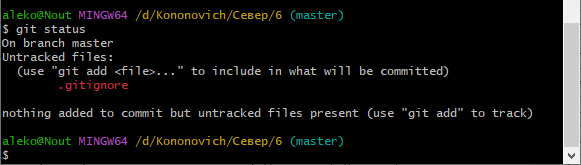 aleko@Nout MINGW64 /d/Kononovich/Север/6 (master)
$ git status
On branch master
Untracked files:
  (use "git add <file>..." to include in what will be committed)
        .gitignore

nothing added to commit but untracked files present (use "git add" to track)

aleko@Nout MINGW64 /d/Kononovich/Север/6 (master)
$